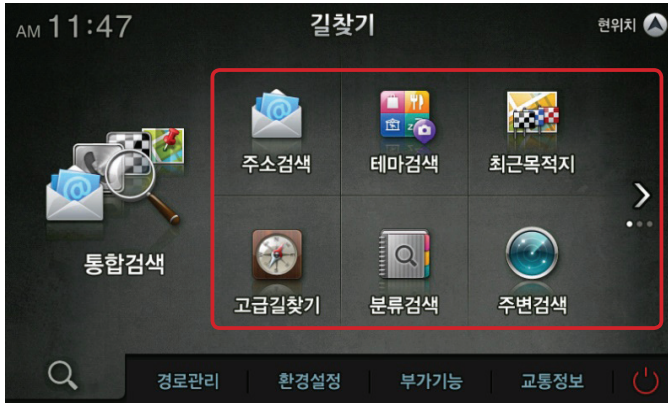 AM 11:47
길찾기
현위치
통합검색
주소검색
테마검색
최근목적지
고급길찾기
분류검색
주변검색
경로관리
환경설정
부가기능
교통정보